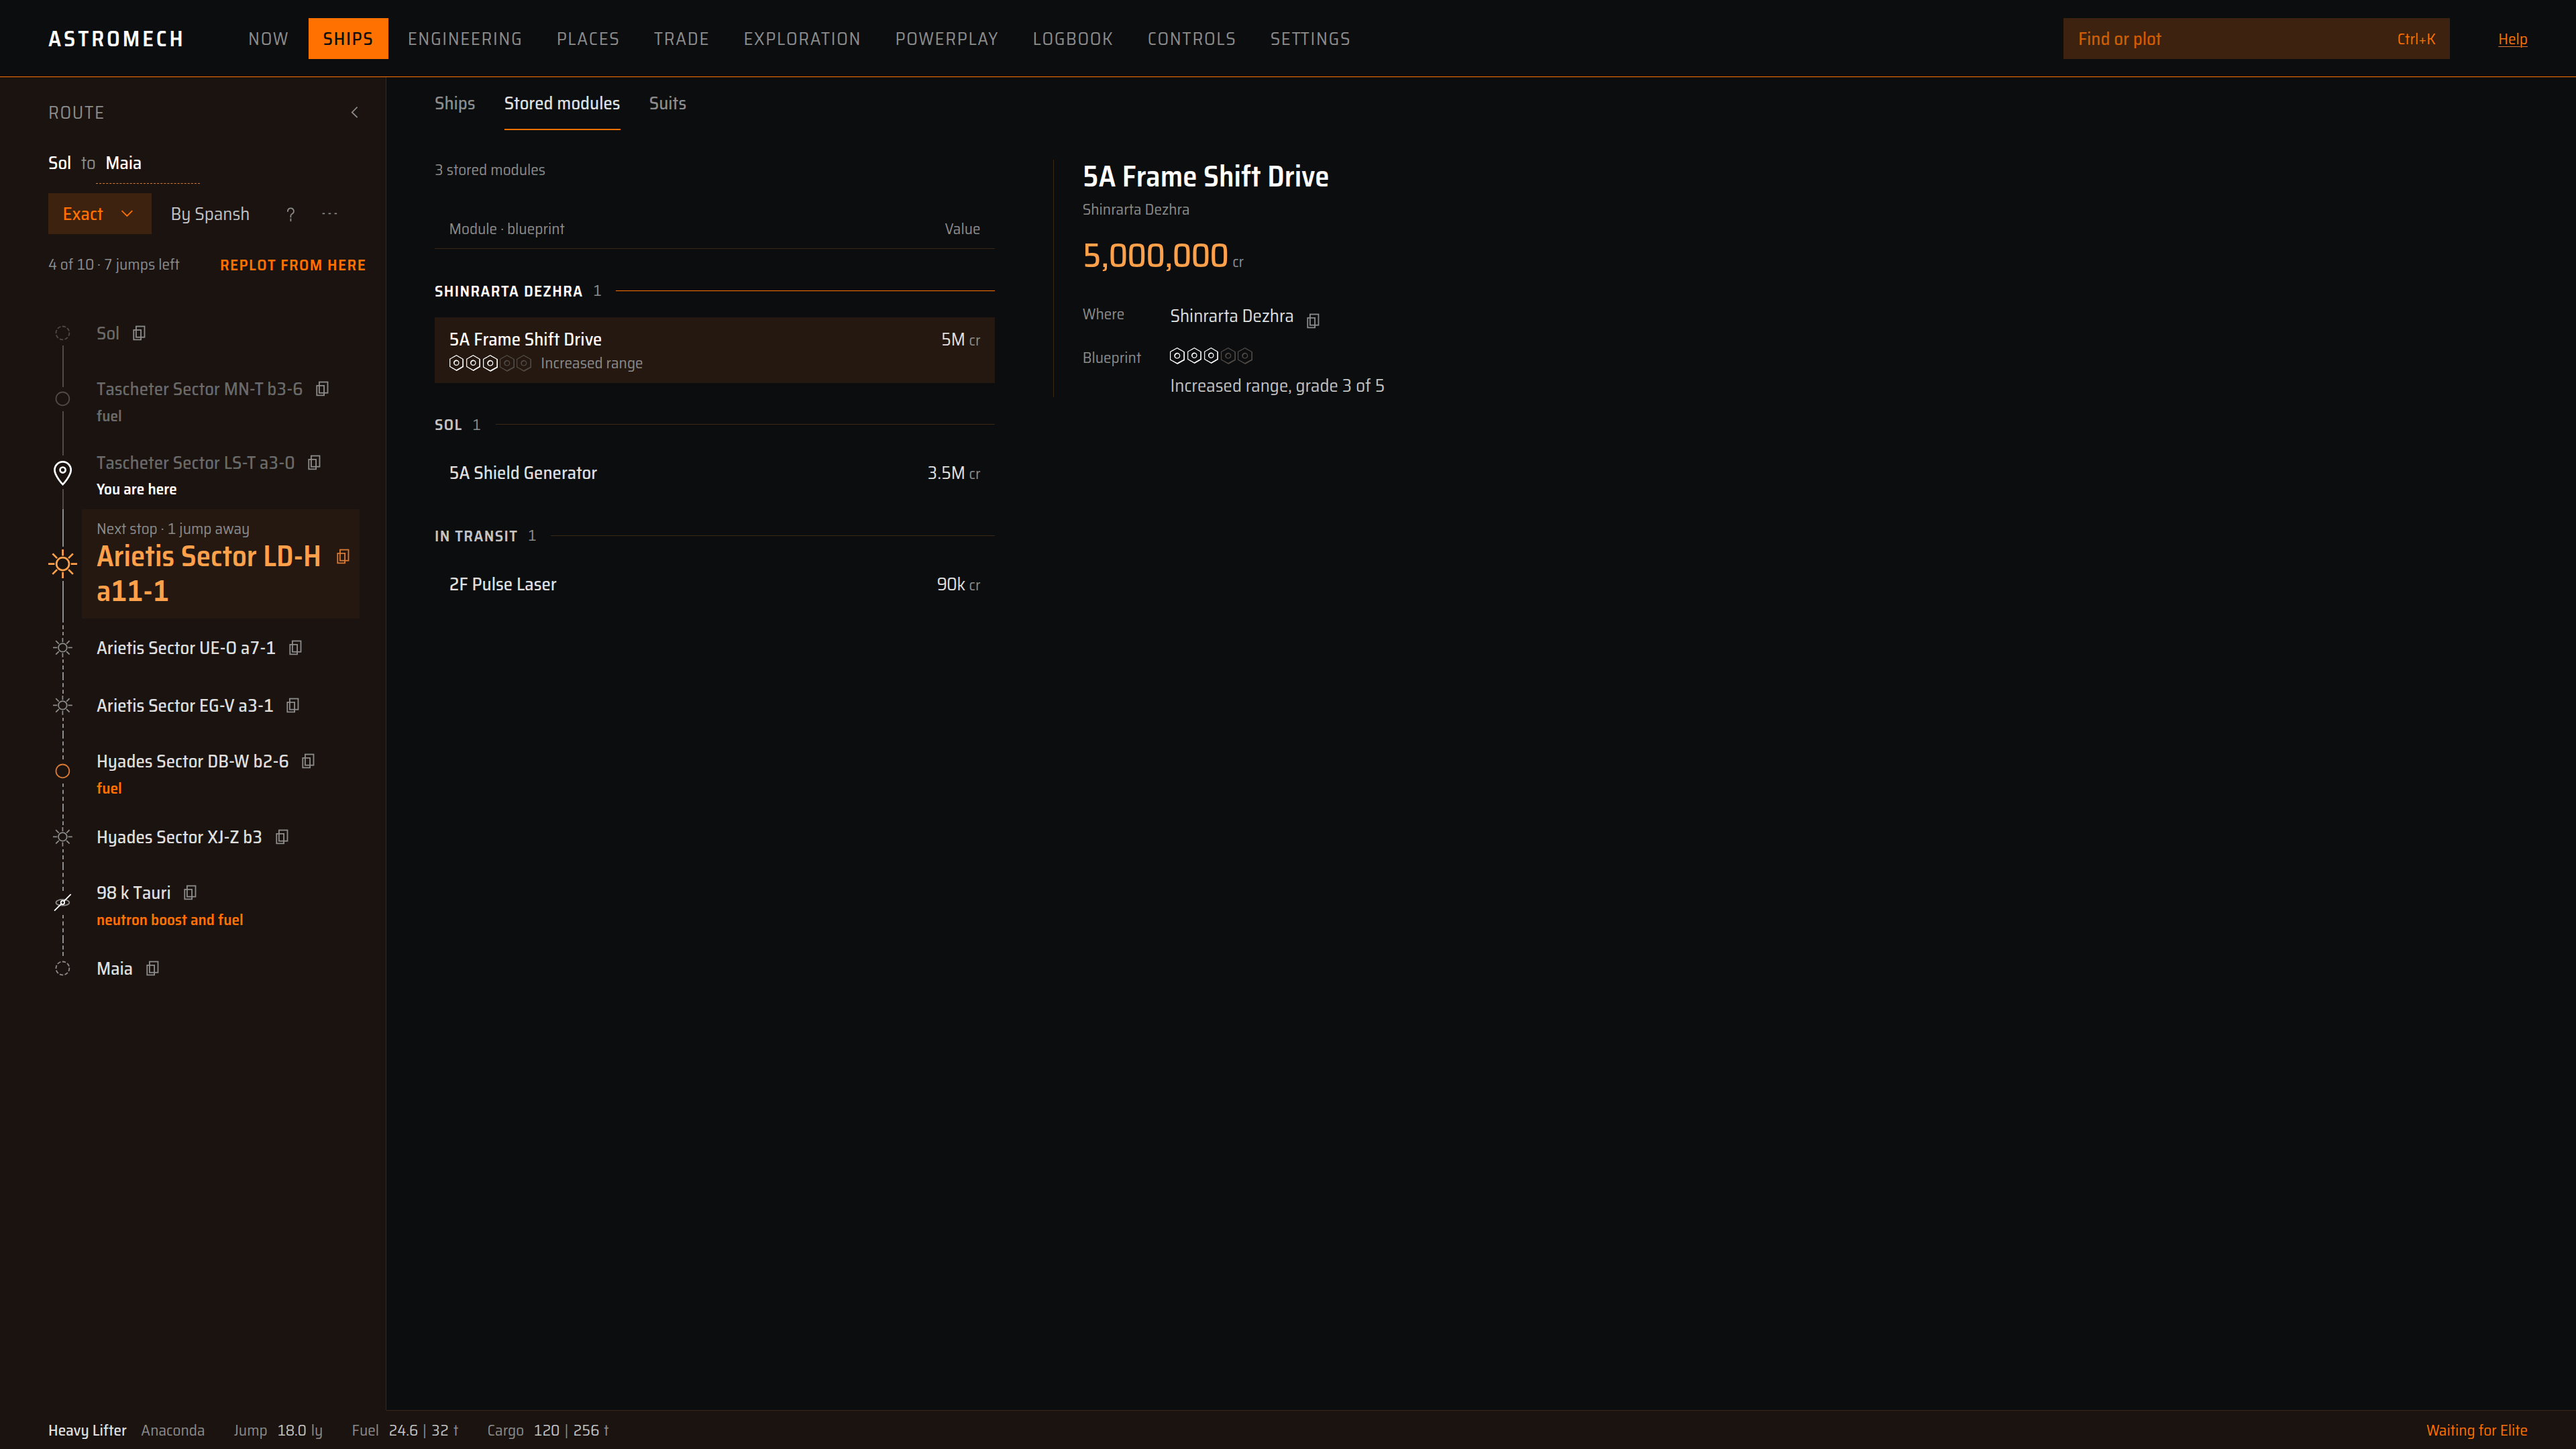 ASTROMECH NOW SHIPS ENGINEERING PLACES TRADE EXPLORATION POWERPLAY LOGBOOK CONTROLS SETTINGS Find or plot Ctrl+K Help
ROUTE
Sol to Maia
Exact By Spansh ? ···
4 of 10 · 7 jumps left REPLOT FROM HERE
Sol
Tascheter Sector MN-T b3-6
fuel
Tascheter Sector LS-T a3-0
You are here
Next stop · 1 jump away
Arietis Sector LD-H
a11-1
Arietis Sector UE-O a7-1
Arietis Sector EG-V a3-1
Hyades Sector DB-W b2-6
fuel
Hyades Sector XJ-Z b3
98 k Tauri
neutron boost and fuel
Maia
Ships Stored modules Suits
3 stored modules
Module · blueprint Value
SHINRARTA DEZHRA 1
5A Frame Shift Drive 5M cr
Increased range
SOL 1
5A Shield Generator 3.5M cr
IN TRANSIT 1
2F Pulse Laser 90k cr
5A Frame Shift Drive
Shinrarta Dezhra
5,000,000 cr
Where Shinrarta Dezhra
Blueprint
Increased range, grade 3 of 5
Heavy Lifter Anaconda Jump 18.0 ly Fuel 24.6 | 32 t Cargo 120 | 256 t Waiting for Elite